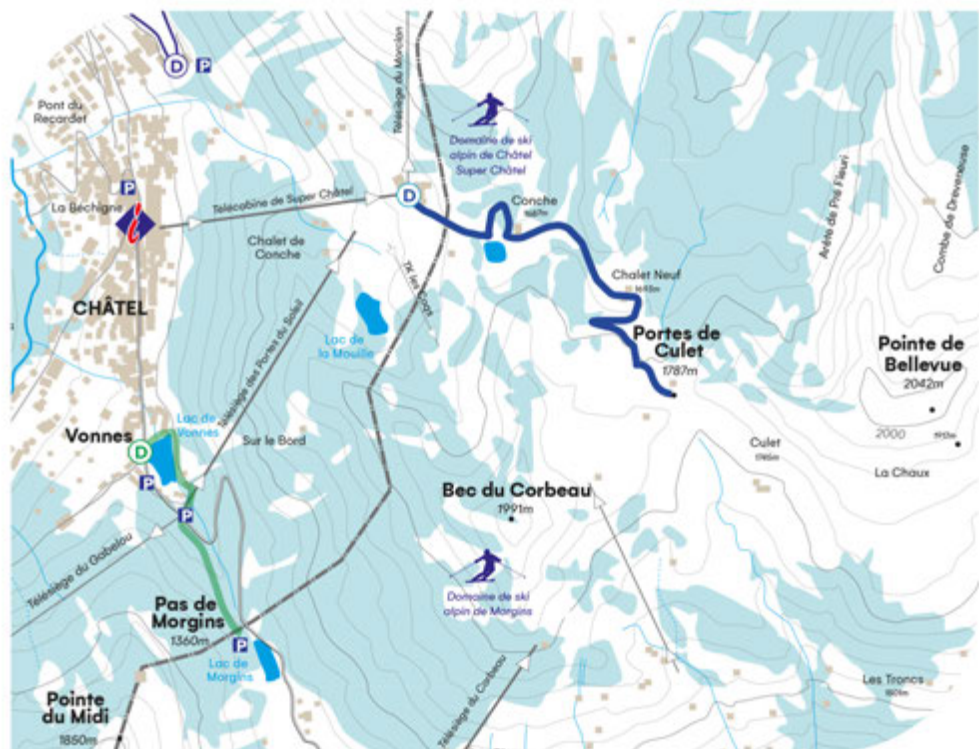 D
P
Pont du
Recardet
Télésiège du Morclan
Domaine de ski
alpin de Châtel
Super Châtel
P
La Béchigne
i
Télécabine de Super Châtel
D
Conche
Arête de Pré Fleuri
Combe de Dreveneuse
Chalet de
Conche
TK les Coqs
Chalet Neuf
CHÂTEL
Lac de
la Mouille
Télésiège des Portes du Soleil
Portes de
Culet
1787m
Pointe de
Bellevue
2042m
Lac de
Vonnes
Vonnes
D
Sur le Bord
2000
Culet
La Chaux
P
P
Bec du Corbeau
1991m
Télésiège du Gabelou
Domaine de ski
alpin de Morgins
Pas de
Morgins
1360m
P
Lac de
Morgins
Télésiège du Corbeau
Les Troncs
Pointe
du Midi
1850m